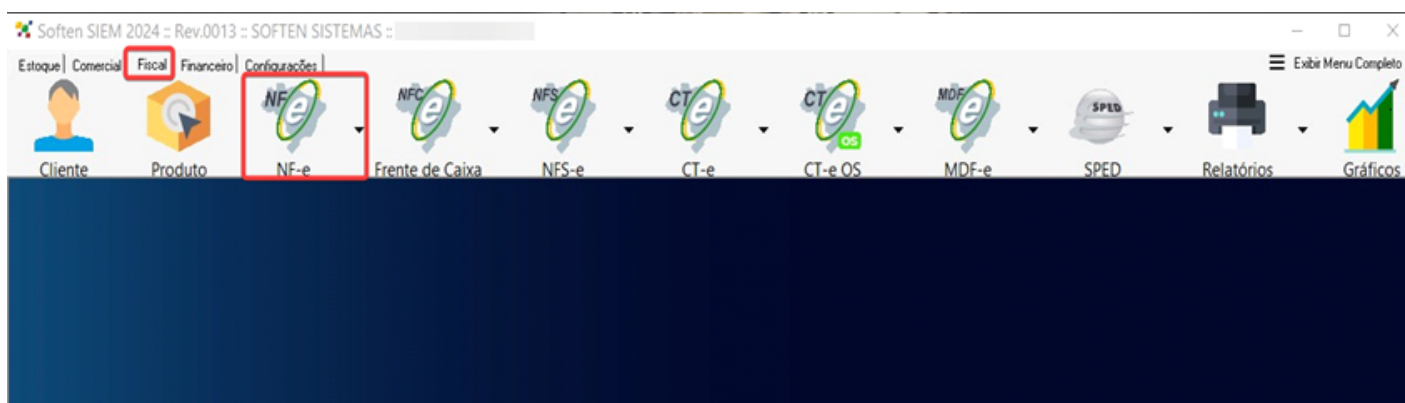 Soften SIEM 2024 :: Rev.0013 :: SOFTEN SISTEMAS ::
Estoque Comercial Fiscal Financeiro Configurações Exibir Menu Completo
NF e NFC e NFS e CT e CT e os MDF e SPED
Cliente Produto NF-e Frente de Caixa NFS-e CT-e CT-e OS MDF-e SPED Relatórios Gráficos